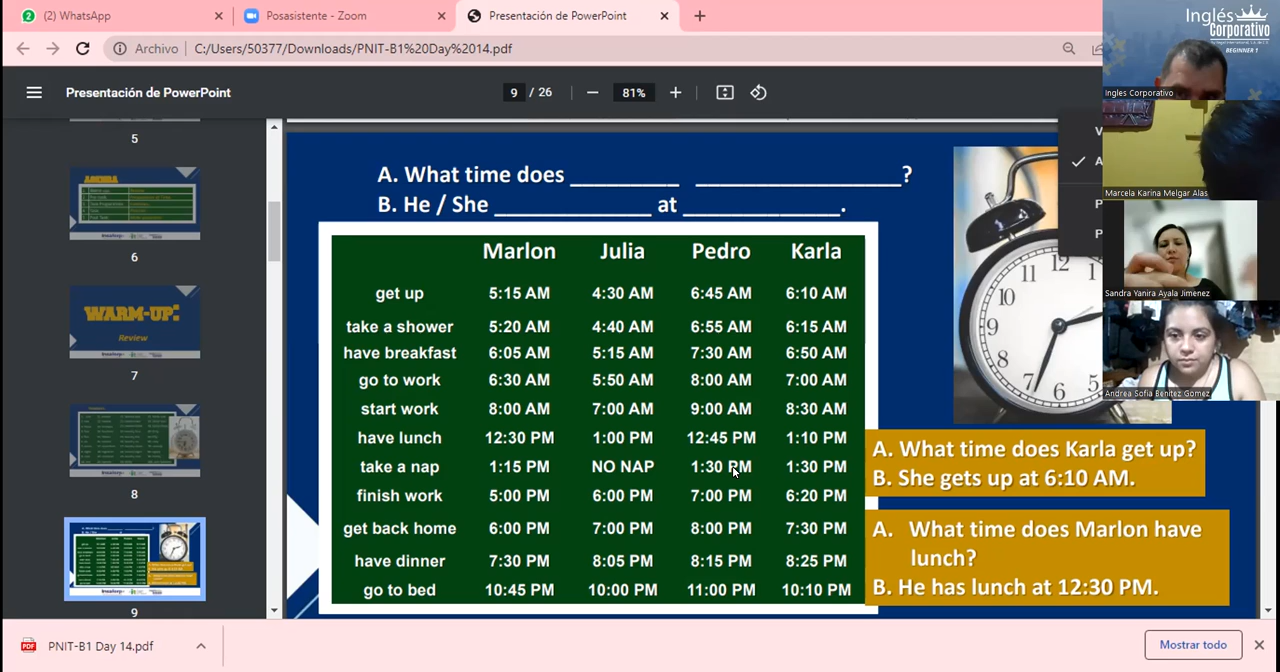 (2) WhatsApp
Posasistente - Zoom
Presentación de PowerPoint
Archivo
C:/Users/50377/Downloads/PNIT-B1%20Day%2014.pdf
Presentación de PowerPoint
9 / 26
81%
5
6
WARM-UP:
Review
7
8
9
A. What time does ________ ________________?
B. He / She ____________ at ____________.
Marlon Julia Pedro Karla
get up 5:15 AM 4:30 AM 6:45 AM 6:10 AM
take a shower 5:20 AM 4:40 AM 6:55 AM 6:15 AM
have breakfast 6:05 AM 5:15 AM 7:30 AM 6:50 AM
go to work 6:30 AM 5:50 AM 8:00 AM 7:00 AM
start work 8:00 AM 7:00 AM 9:00 AM 8:30 AM
have lunch 12:30 PM 1:00 PM 12:45 PM 1:10 PM
take a nap 1:15 PM NO NAP 1:30 PM 1:30 PM
finish work 5:00 PM 6:00 PM 7:00 PM 6:20 PM
get back home 6:00 PM 7:00 PM 8:00 PM 7:30 PM
have dinner 7:30 PM 8:05 PM 8:15 PM 8:25 PM
go to bed 10:45 PM 10:00 PM 11:00 PM 10:10 PM
12
11
10
9
8
7
6
1
A. What time does Karla get up?
B. She gets up at 6:10 AM.
A. What time does Marlon have
lunch?
B. He has lunch at 12:30 PM.
Inglés
Corporativo
BEGINNER 1
Ingles Corporativo
Marcela Karina Melgar Alas
Sandra Yanira Ayala Jimenez
Andrea Sofia Benitez Gomez
PNIT-B1 Day 14.pdf
Mostrar todo